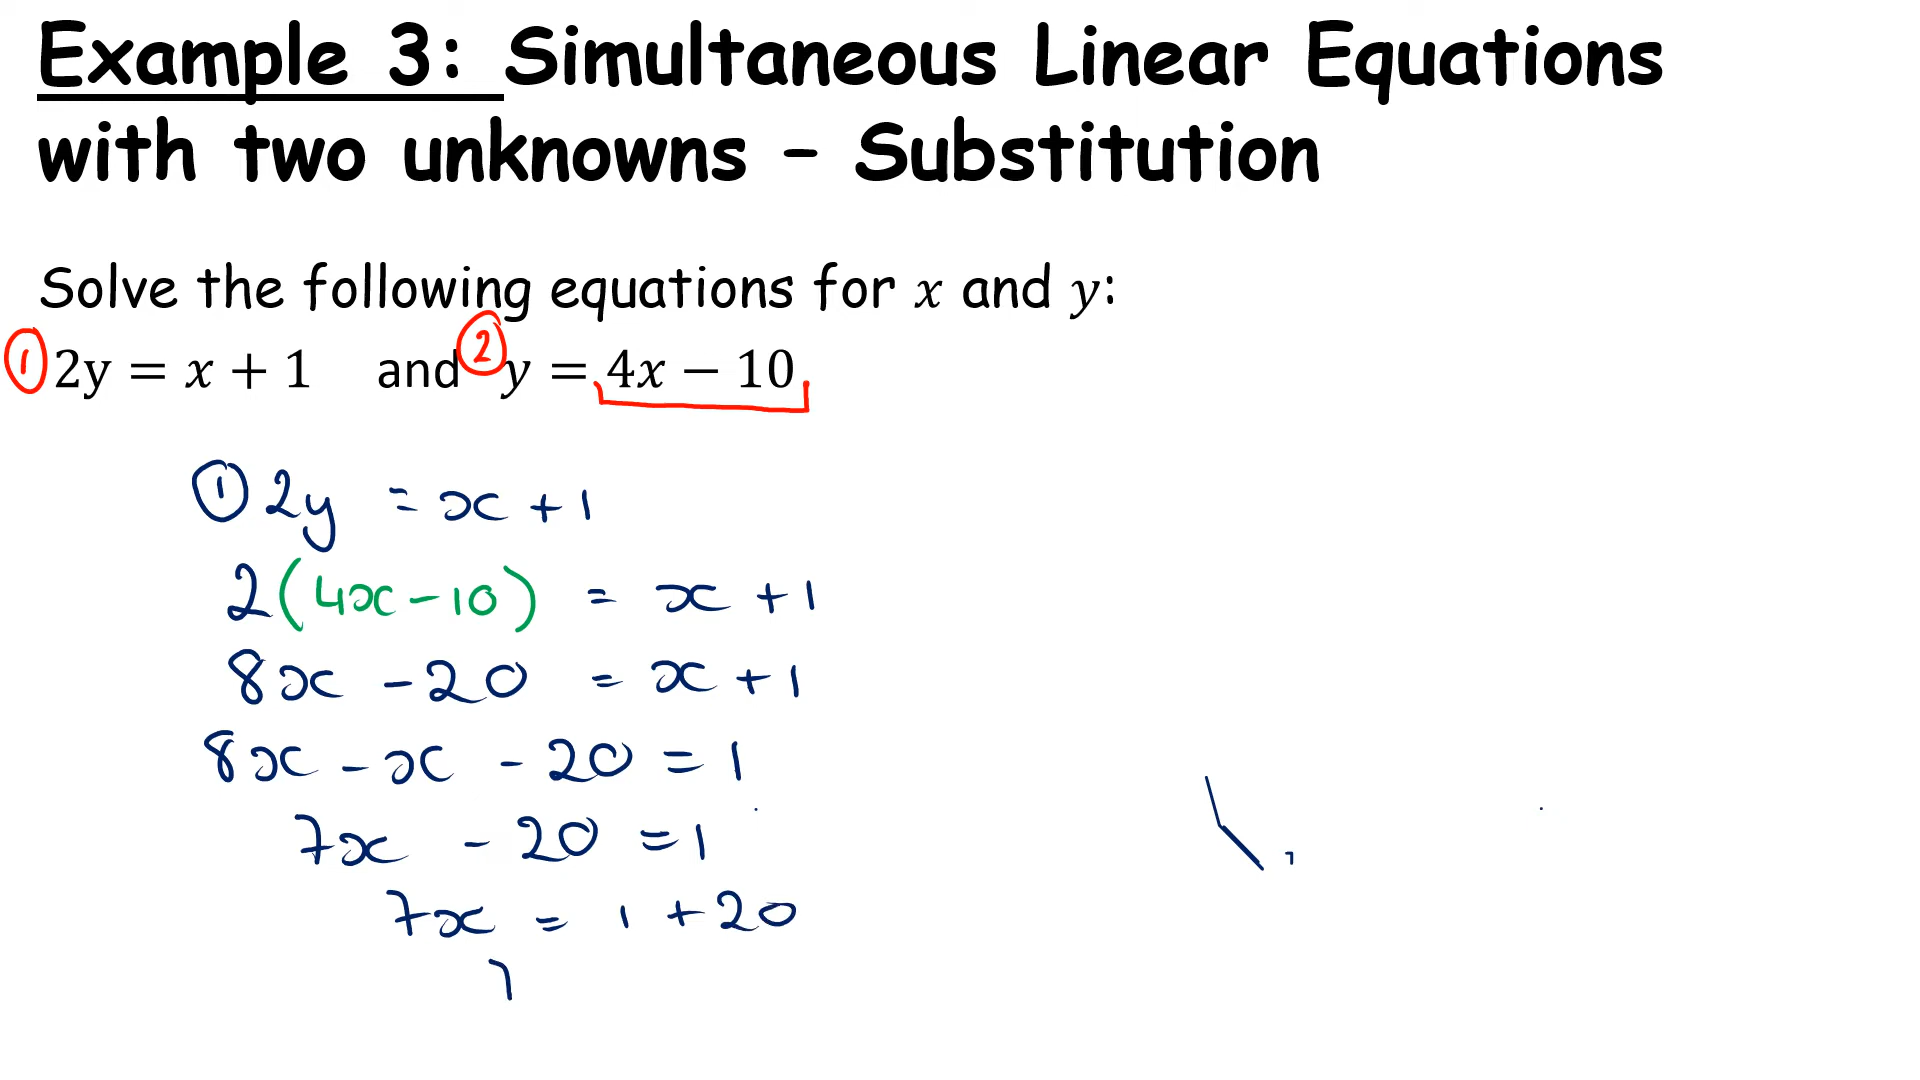 Example 3: Simultaneous Linear Equations
with two unknowns – Substitution
Solve the following equations for x and y:
① 2y = x + 1 and ② y = 4x − 10
① 2y = x + 1
2(4x − 10) = x + 1
8x − 20 = x + 1
8x − x − 20 = 1
7x − 20 = 1
7x = 1 + 20